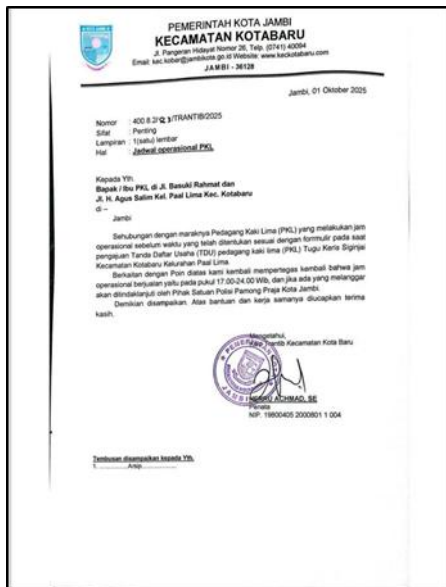 PEMERINTAH KOTA JAMBI
KECAMATAN KOTABARU
Jl. Pangeran Hidayat Nomor 26, Telp. (0741) 40094
Email: kec.kobar@jambikota.go.id Website: www.keckotabaru.com
JAMBI - 36128
Jambi, 01 Oktober 2025
Nomor : 400.8.2/ /TRANTIB/2025
Sifat : Penting
Lampiran : 1(satu) lembar
Hal : Jadwal operasional PKL
Kepada Yth.
Bapak / Ibu PKL di Jl. Basuki Rahmat dan
Jl. H. Agus Salim Kel. Paal Lima Kec. Kotabaru
di –
Jambi
Sehubungan dengan maraknya Pedagang Kaki Lima (PKL) yang melakukan jam
operasional sebelum waktu yang telah ditentukan sesuai dengan formmulir pada saat
pengajuan Tanda Daftar Usaha (TDU) pedagang kaki lima (PKL) Tugu Keris Siginjai
Kecamatan Kotabaru Kelurahan Paal Lima.
Berkaitan dengan Poin diatas kami kembali mempertegas kembali bahwa jam
operasional berjualan yaitu pada pukul 17:00-24.00 Wib, dan jika ada yang melanggar
akan ditindaklanjuti oleh Pihak Satuan Polisi Pamong Praja Kota Jambi.
Demikian disampaikan. Atas bantuan dan kerja samanya diucapkan terima
kasih.
Mengetahui,
Trantib Kecamatan Kota Baru
ACHMAD, SE
Penata
NIP. 19800405 2000801 1 004
Tembusan disampaikan kepada Yth.
1. ............Arsip................